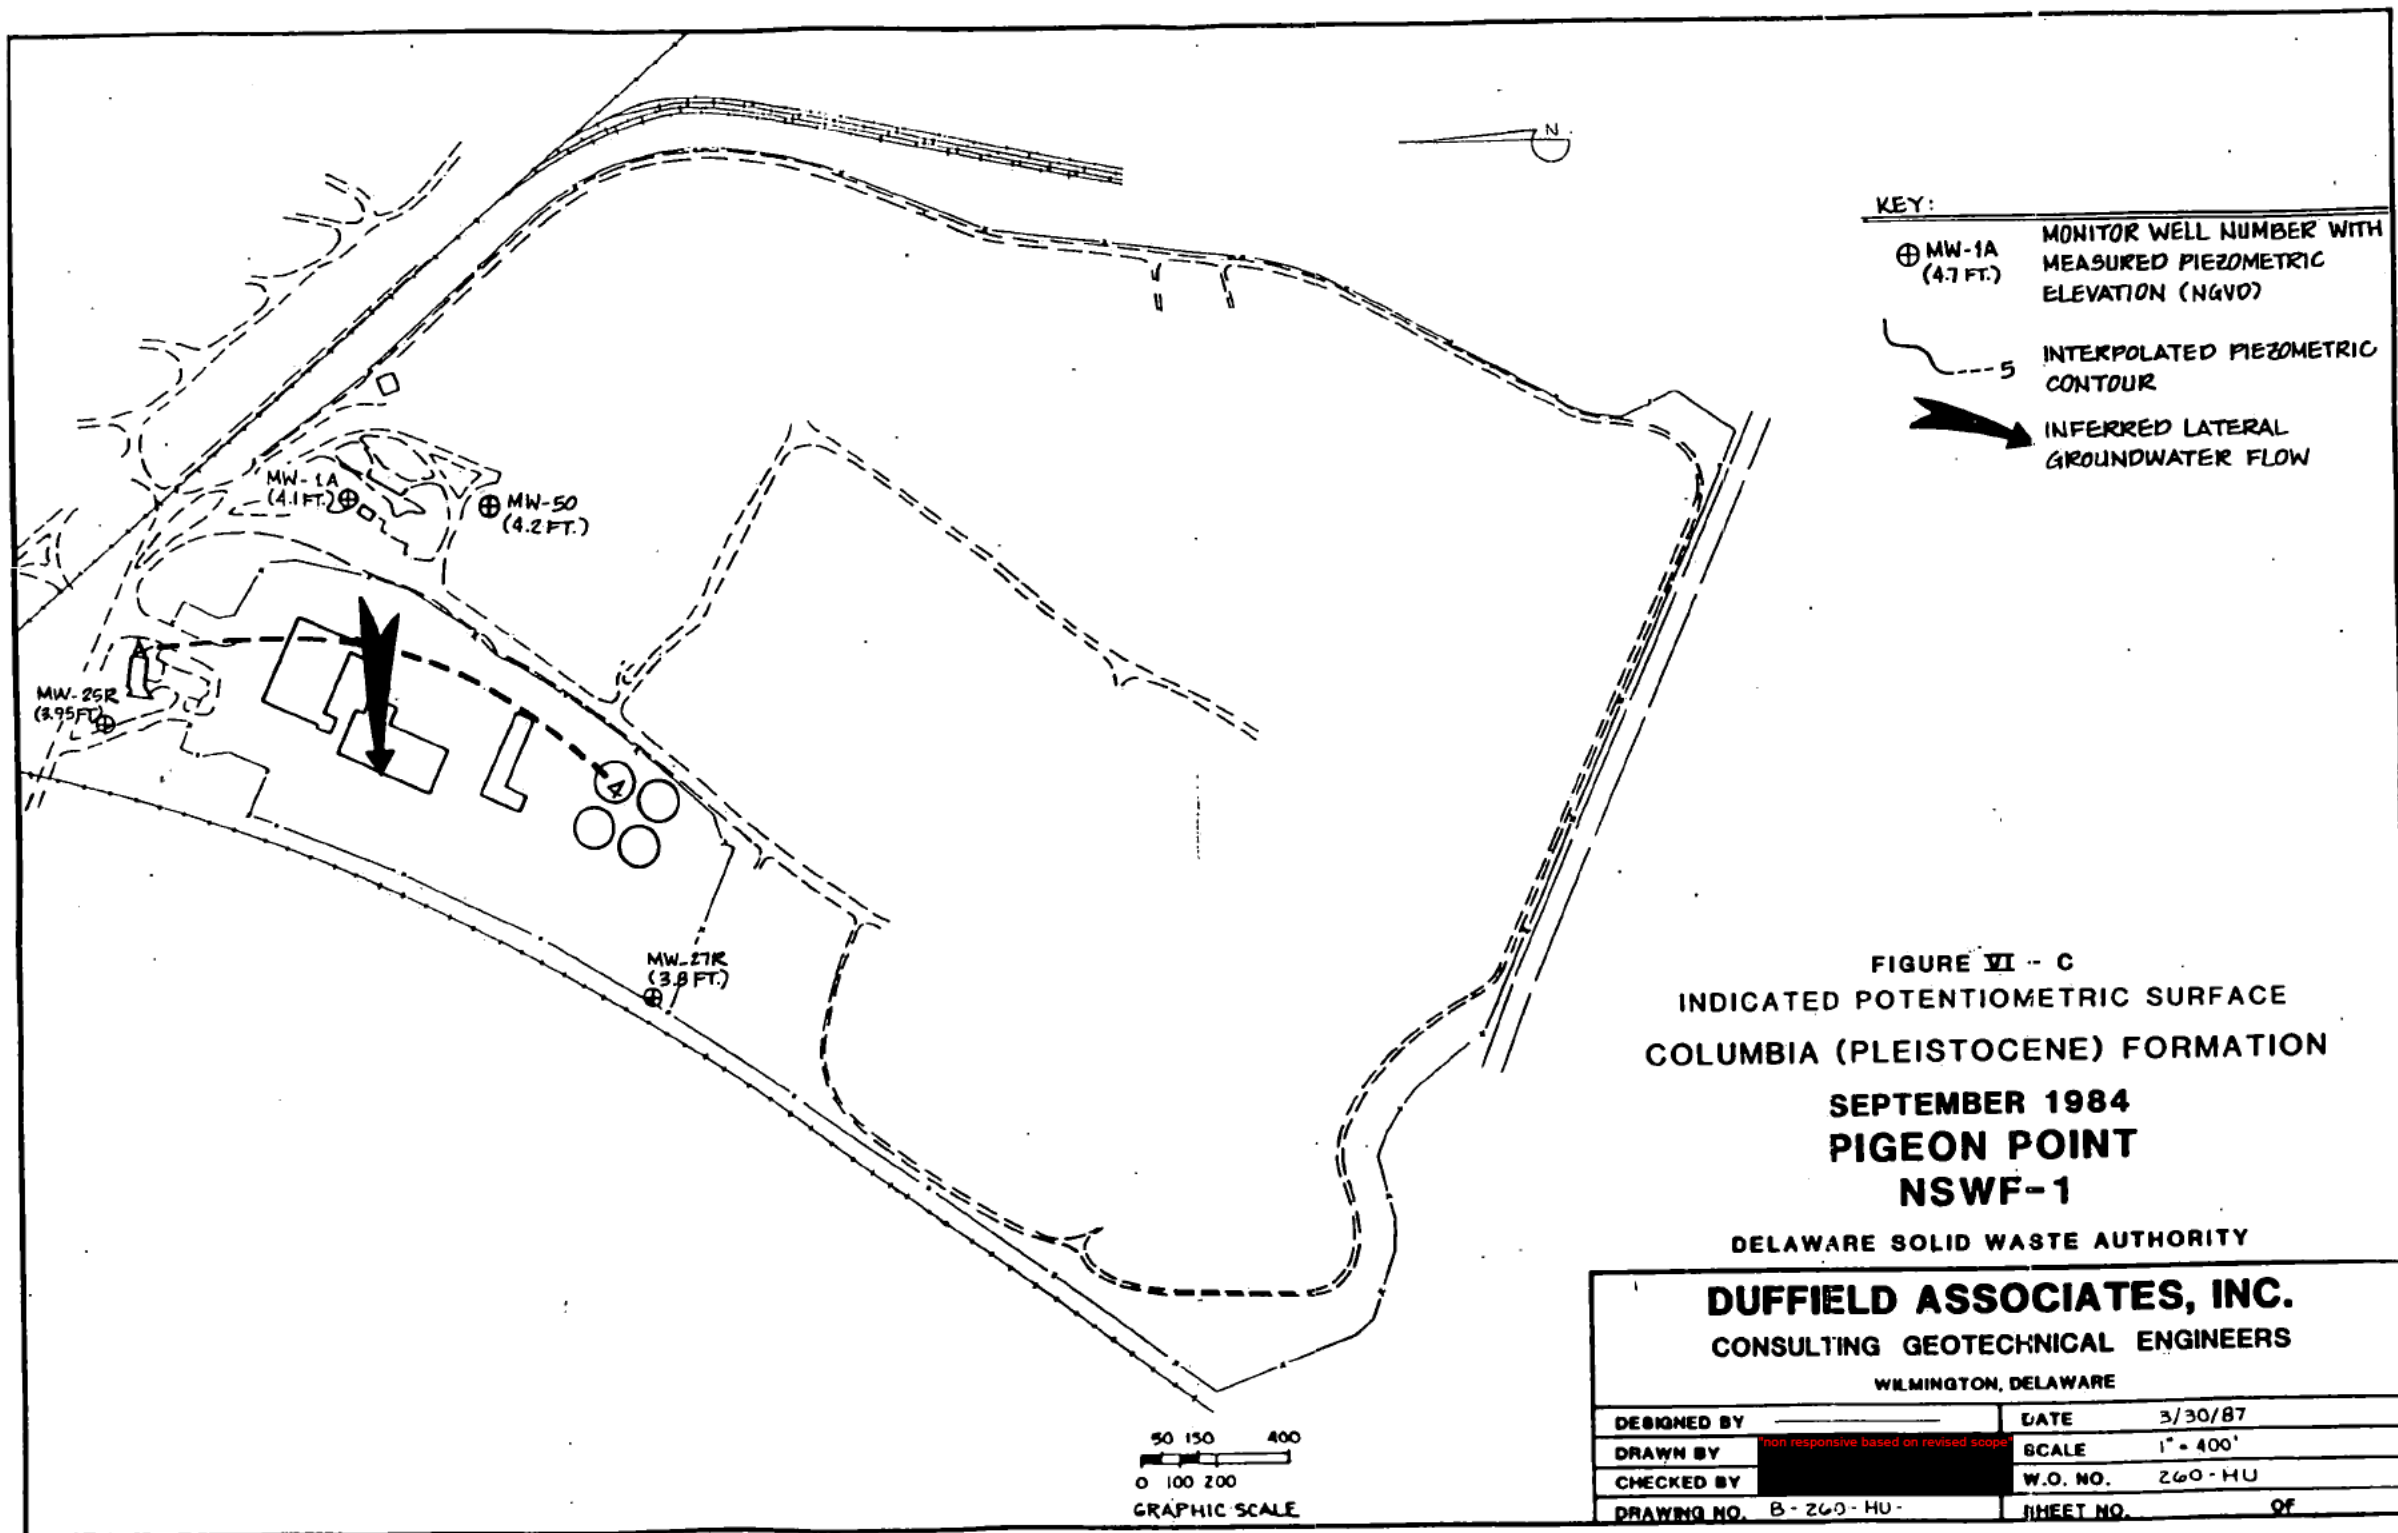 N
KEY:
MW-1A
(4.7 FT.)
MONITOR WELL NUMBER WITH
MEASURED PIEZOMETRIC
ELEVATION (NGVD)
5
INTERPOLATED PIEZOMETRIC
CONTOUR
INFERRED LATERAL
GROUNDWATER FLOW
MW-1A
(4.1 FT.)
MW-50
(4.2 FT.)
MW-25R
(3.95 FT)
4
MW-27R
(3.8 FT.)
FIGURE VI - C
INDICATED POTENTIOMETRIC SURFACE
COLUMBIA (PLEISTOCENE) FORMATION
SEPTEMBER 1984
PIGEON POINT
NSWF-1
DELAWARE SOLID WASTE AUTHORITY
DUFFIELD ASSOCIATES, INC.
CONSULTING GEOTECHNICAL ENGINEERS
WILMINGTON, DELAWARE
DESIGNED BY
DATE 3/30/87
DRAWN BY "non responsive based on revised scope"
SCALE 1" = 400'
CHECKED BY
W.O. NO. 260-HU
DRAWING NO. B-260-HU-
SHEET NO. OF
50 150 400
0 100 200
GRAPHIC SCALE